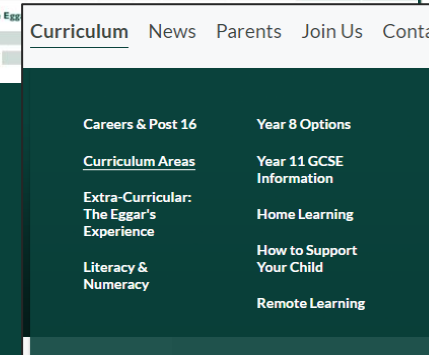 Egg
Curriculum News Parents Join Us Conta
Careers & Post 16
Curriculum Areas
Extra-Curricular:
The Eggar's
Experience
Literacy &
Numeracy
Year 8 Options
Year 11 GCSE
Information
Home Learning
How to Support
Your Child
Remote Learning